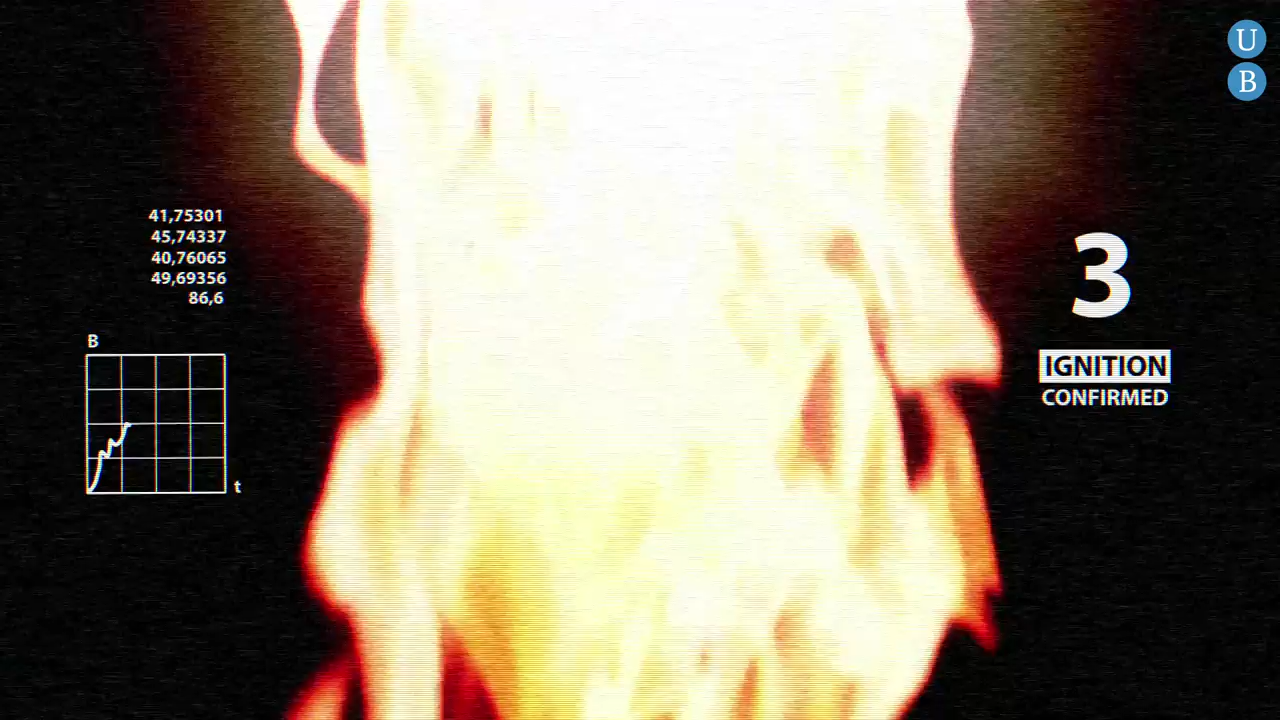 U
B
41,75301
45,74337
40,76065
49,69356
86,6
B
t
3
IGNITION
CONFIRMED